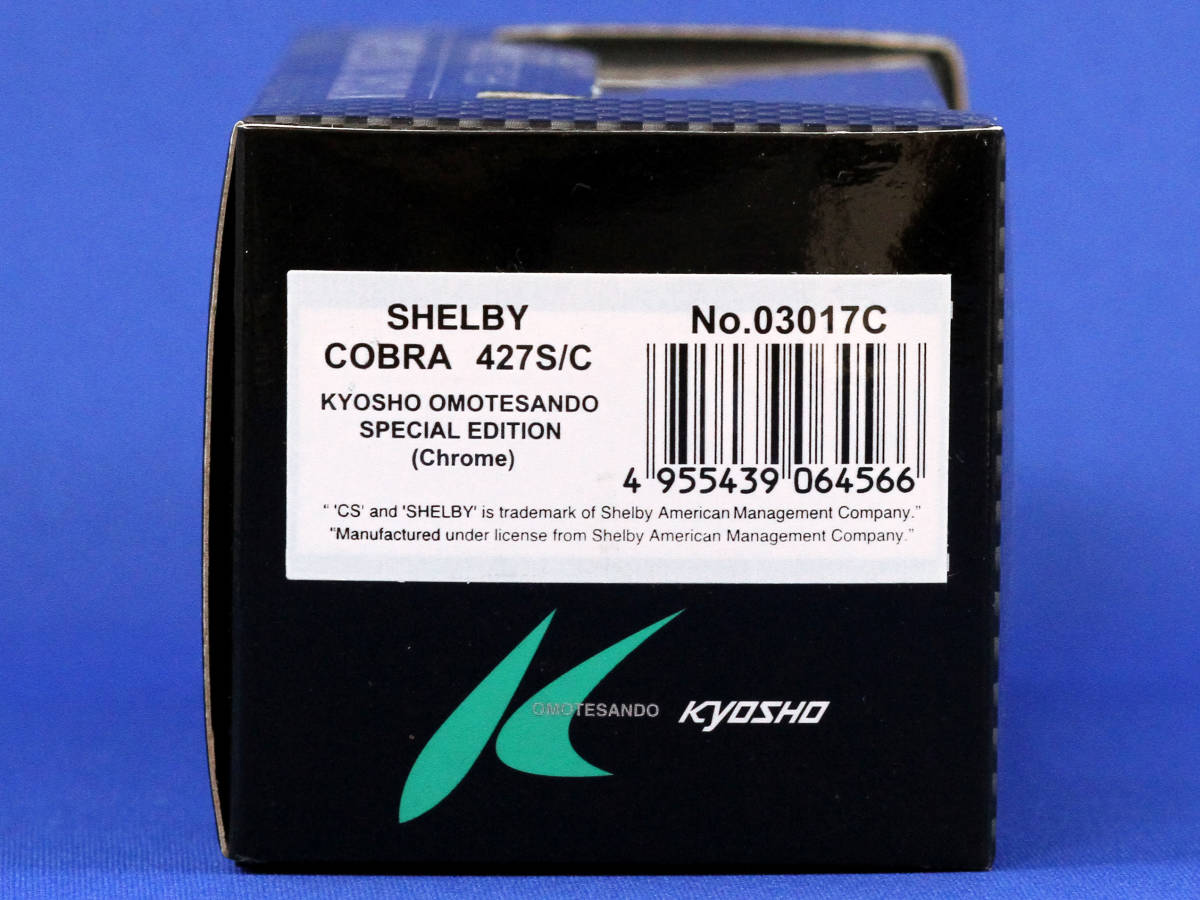 SHELBY
COBRA 427S/C
KYOSHO OMOTESANDO
SPECIAL EDITION
(Chrome)
No.03017C
4 955439 064566
" 'CS' and 'SHELBY' is trademark of Shelby American Management Company."
"Manufactured under license from Shelby American Management Company."
OMOTESANDO KYOSHO